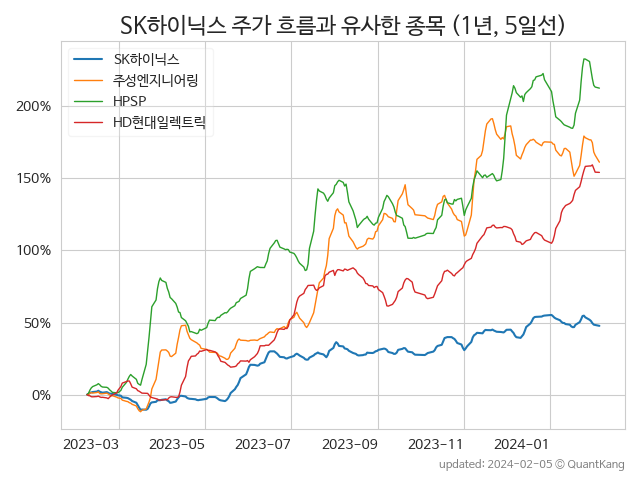 SK하이닉스 주가 흐름과 유사한 종목 (1년, 5일선)
SK하이닉스
주성엔지니어링
HPSP
HD현대일렉트릭
200%
150%
100%
50%
0%
2023-03 2023-05 2023-07 2023-09 2023-11 2024-01
updated: 2024-02-05 © QuantKang